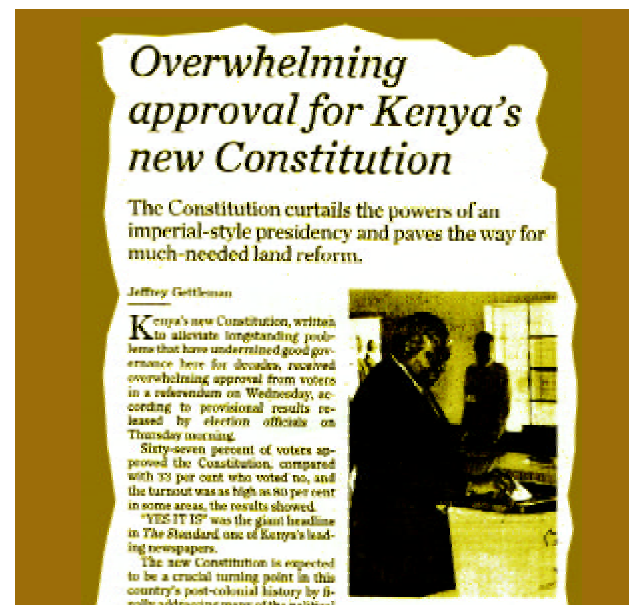 Overwhelming
approval for Kenya's
new Constitution
The Constitution curtails the powers of an
imperial-style presidency and paves the way for
much-needed land reform.
Jeffrey Gettleman
Kenya's new Constitution, written
to alleviate longstanding prob-
lems that have undermined good gov-
ernance here for decades, received
overwhelming approval from voters
in a referendum on Wednesday, ac-
cording to provisional results re-
leased by election officials on
Thursday morning.
Sixty-seven percent of voters ap-
proved the Constitution, compared
with 33 per cent who voted no, and
the turnout was as high as 80 per cent
in some areas, the results showed.
"YES IT IS" was the giant headline
in The Standard, one of Kenya's lead-
ing newspapers.
The new Constitution is expected
to be a crucial turning point in this
country's post-colonial history by fi-
nally addressing many of the political